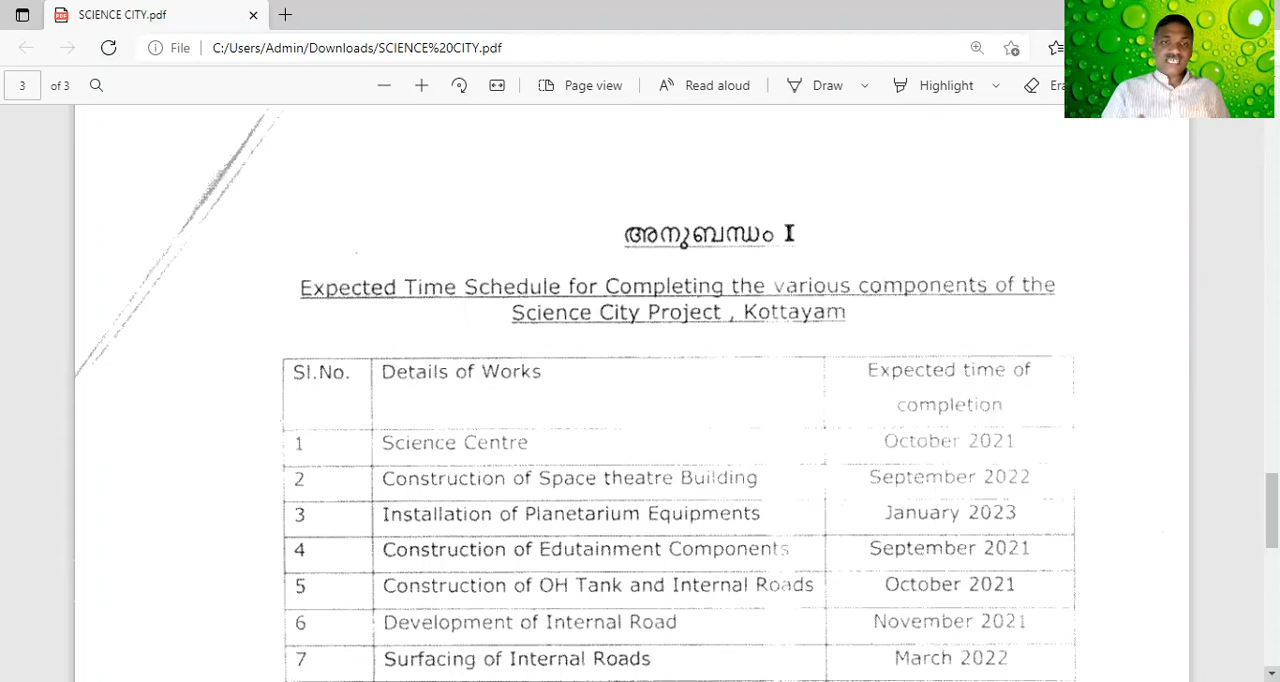 SCIENCE CITY.pdf
File C:/Users/Admin/Downloads/SCIENCE%20CITY.pdf
3 of 3 Page view Read aloud Draw Highlight
അനുബന്ധം I
Expected Time Schedule for Completing the various components of the
Science City Project , Kottayam
Sl.No. Details of Works Expected time of
completion
1 Science Centre October 2021
2 Construction of Space theatre Building September 2022
3 Installation of Planetarium Equipments January 2023
4 Construction of Edutainment Components September 2021
5 Construction of OH Tank and Internal Roads October 2021
6 Development of Internal Road November 2021
7 Surfacing of Internal Roads March 2022